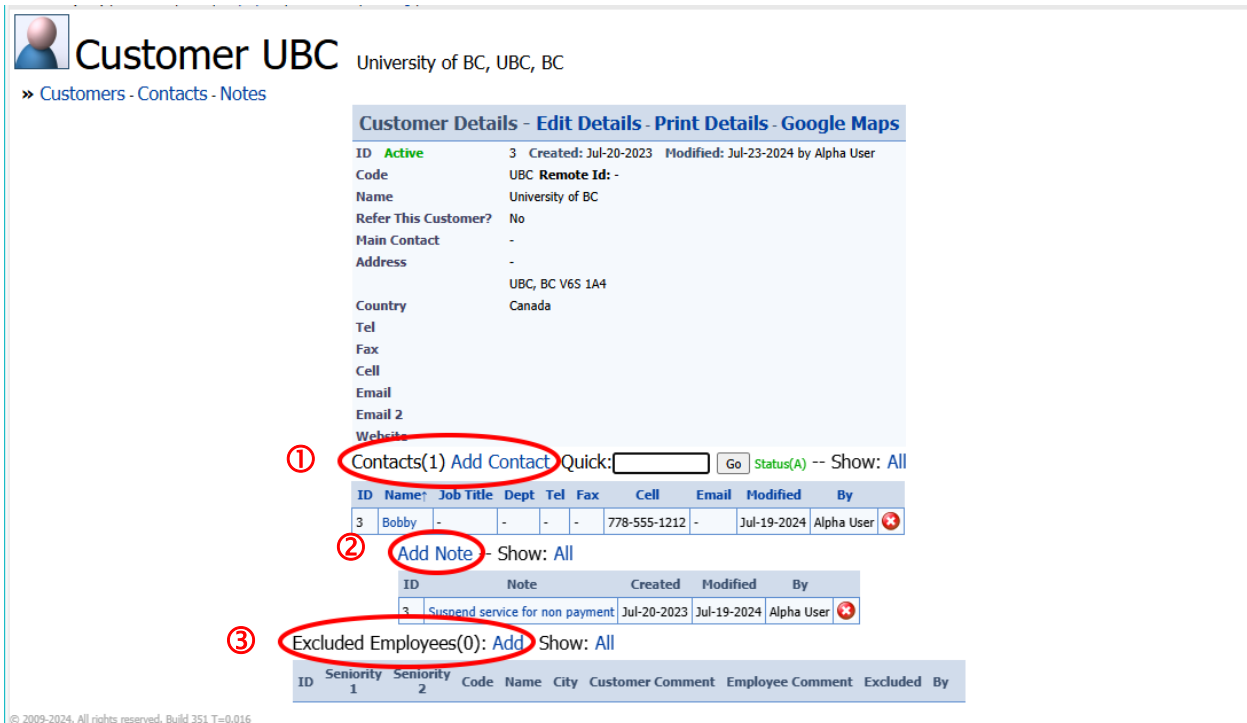 Customer UBC University of BC, UBC, BC
» Customers - Contacts - Notes
Customer Details - Edit Details - Print Details - Google Maps
ID Active 3 Created: Jul-20-2023 Modified: Jul-23-2024 by Alpha User
Code UBC Remote Id: -
Name University of BC
Refer This Customer? No
Main Contact -
Address -
UBC, BC V6S 1A4
Country Canada
Tel
Fax
Cell
Email
Email 2
Website
① Contacts(1) Add Contact Quick: Go Status(A) -- Show: All
ID Name↑ Job Title Dept Tel Fax Cell Email Modified By
3 Bobby - - - - 778-555-1212 - Jul-19-2024 Alpha User
② Add Note -- Show: All
ID Note Created Modified By
3 Suspend service for non payment Jul-20-2023 Jul-19-2024 Alpha User
③ Excluded Employees(0): Add Show: All
ID Seniority 1 Seniority 2 Code Name City Customer Comment Employee Comment Excluded By
© 2009-2024. All rights reserved. Build 351 T=0.016